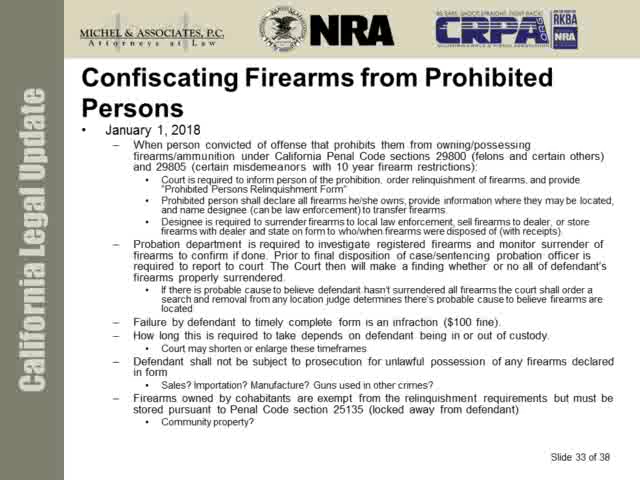 MICHEL & ASSOCIATES, P.C.
Attorneys at Law
NRA
CRPA.ORG
RKBA
NRA
California Legal Update
Confiscating Firearms from Prohibited
Persons
• January 1, 2018
– When person convicted of offense that prohibits them from owning/possessing
firearms/ammunition under California Penal Code sections 29800 (felons and certain others)
and 29805 (certain misdemeanors with 10 year firearm restrictions):
• Court is required to inform person of the prohibition, order relinquishment of firearms, and provide
"Prohibited Persons Relinquishment Form"
• Prohibited person shall declare all firearms he/she owns, provide information where they may be located,
and name designee (can be law enforcement) to transfer firearms
• Designee is required to surrender firearms to local law enforcement, sell firearms to dealer, or store
firearms with dealer and state on form to who/when firearms were disposed of (with receipts).
– Probation department is required to investigate registered firearms and monitor surrender of
firearms to confirm if done. Prior to final disposition of case/sentencing probation officer is
required to report to court. The Court then will make a finding whether or no all of defendant's
firearms properly surrendered.
• If there is probable cause to believe defendant hasn't surrendered all firearms the court shall order a
search and removal from any location judge determines there's probable cause to believe firearms are
located
– Failure by defendant to timely complete form is an infraction ($100 fine).
– How long this is required to take depends on defendant being in or out of custody.
• Court may shorten or enlarge these timeframes
– Defendant shall not be subject to prosecution for unlawful possession of any firearms declared
in form
• Sales? Importation? Manufacture? Guns used in other crimes?
– Firearms owned by cohabitants are exempt from the relinquishment requirements but must be
stored pursuant to Penal Code section 25135 (locked away from defendant)
• Community property?
Slide 33 of 38